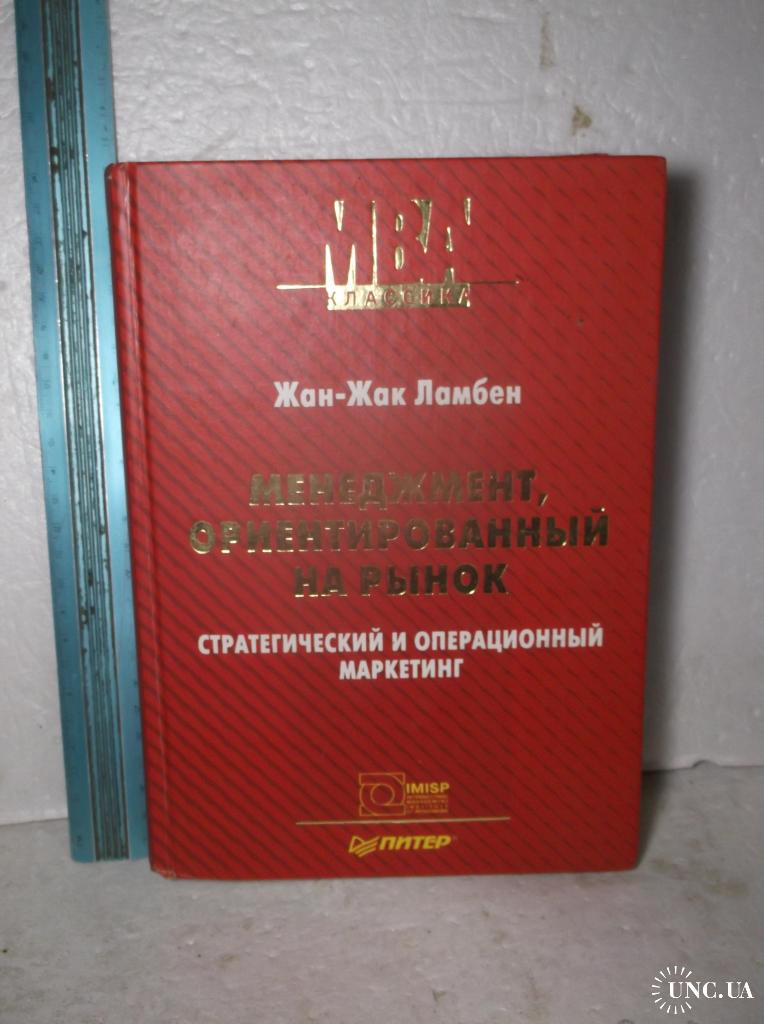 MBA
КЛАССИКА
Жан-Жак Ламбен
МЕНЕДЖМЕНТ,
ОРИЕНТИРОВАННЫЙ
НА РЫНОК
СТРАТЕГИЧЕСКИЙ И ОПЕРАЦИОННЫЙ
МАРКЕТИНГ
IMISP
ПИТЕР®
UNC.UA